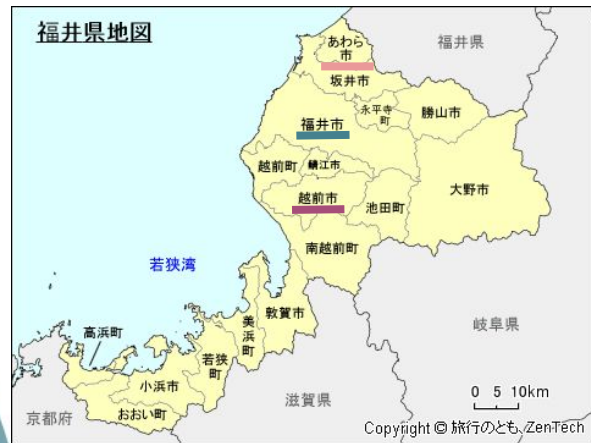 福井県地図
あわら
市
福井県
坂井市
永平寺
町
勝山市
福井市
越前町
鯖江市
大野市
越前市
池田町
南越前町
若狭湾
敦賀市
美
浜
町
高浜町
若
狭
町
岐阜県
小浜市
おおい町
京都府
滋賀県
0 5 10km
Copyright © 旅行のとも、ZenTech